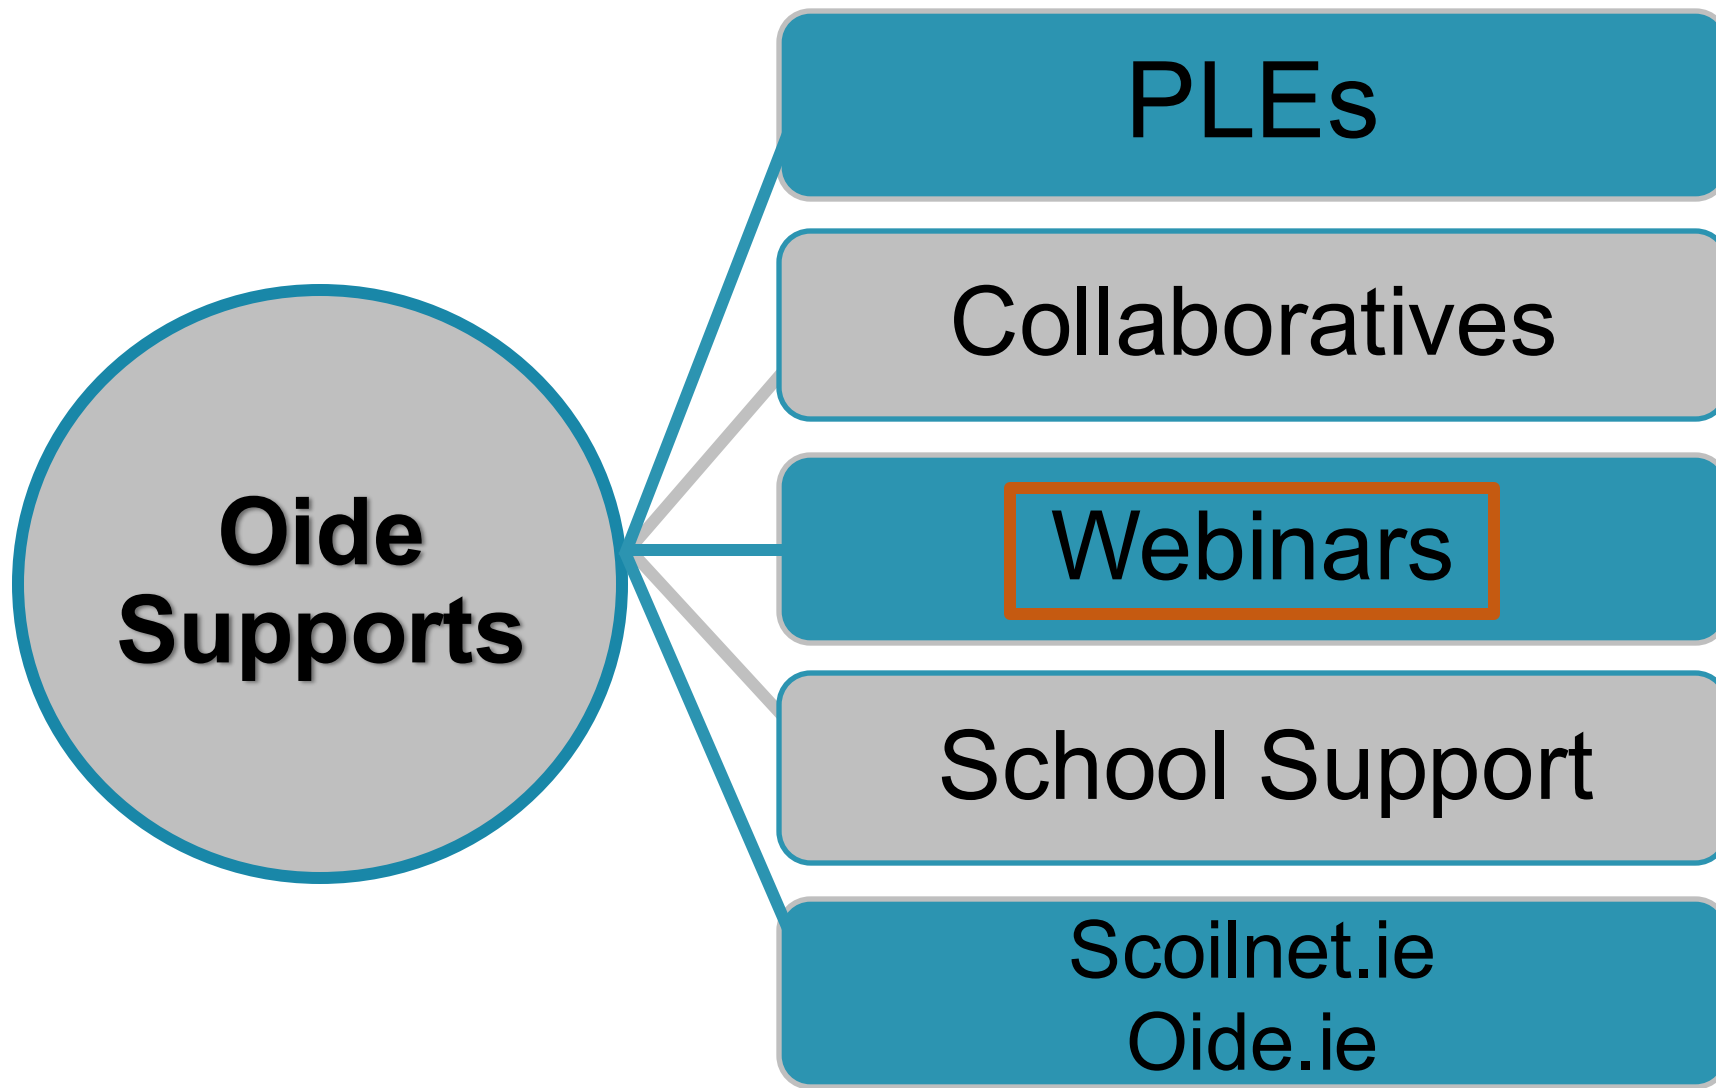 Oide
Supports
PLEs
Collaboratives
Webinars
School Support
Scoilnet.ie
Oide.ie